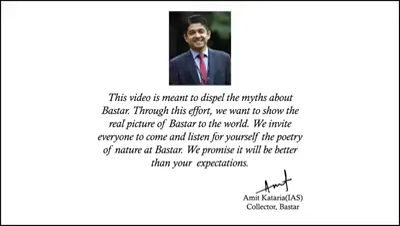 This video is meant to dispel the myths about
Bastar. Through this effort, we want to show the
real picture of Bastar to the world. We invite
everyone to come and listen for yourself the poetry
of nature at Bastar. We promise it will be better
than your expectations.
Amit
Amit Kataria(IAS)
Collector, Bastar